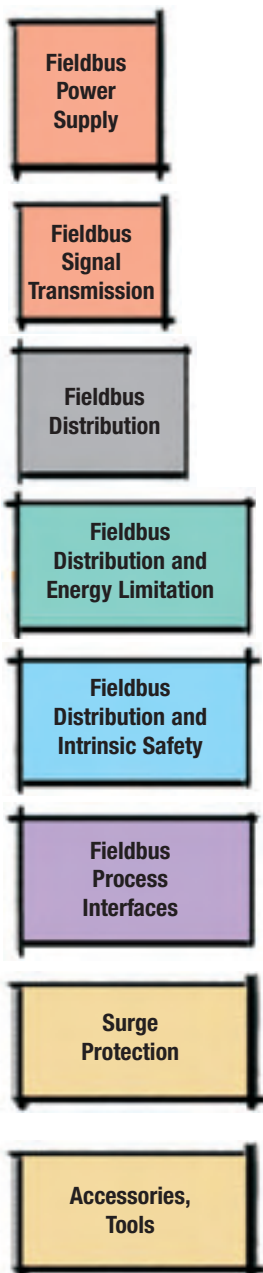 Fieldbus
Power
Supply
Fieldbus
Signal
Transmission
Fieldbus
Distribution
Fieldbus
Distribution and
Energy Limitation
Fieldbus
Distribution and
Intrinsic Safety
Fieldbus
Process
Interfaces
Surge
Protection
Accessories,
Tools